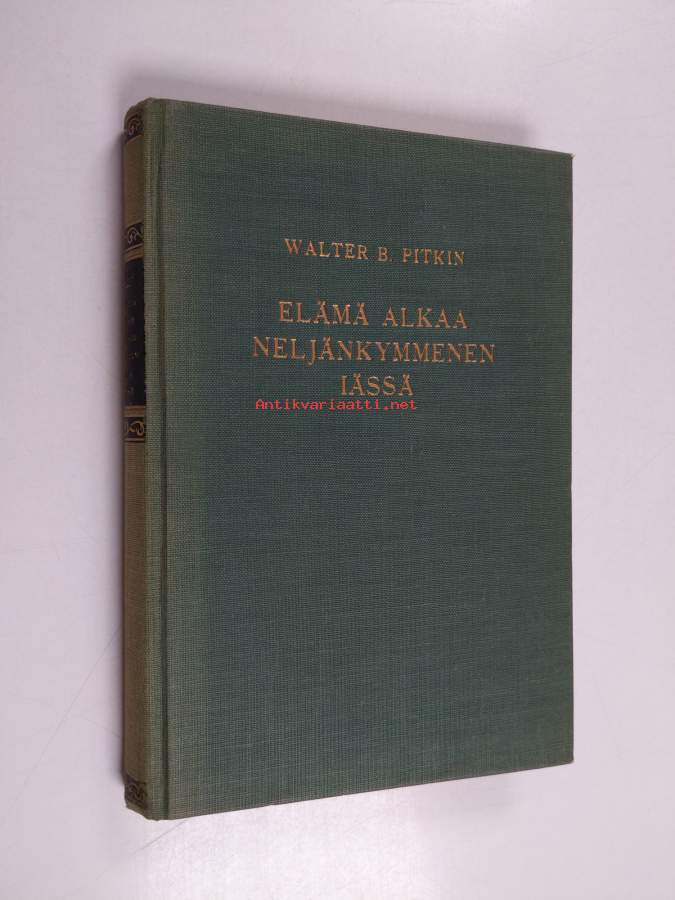 WALTER B. PITKIN
ELÄMÄ ALKAA
NELJÄNKYMMENEN
IÄSSÄ
Antikvariaatti.net